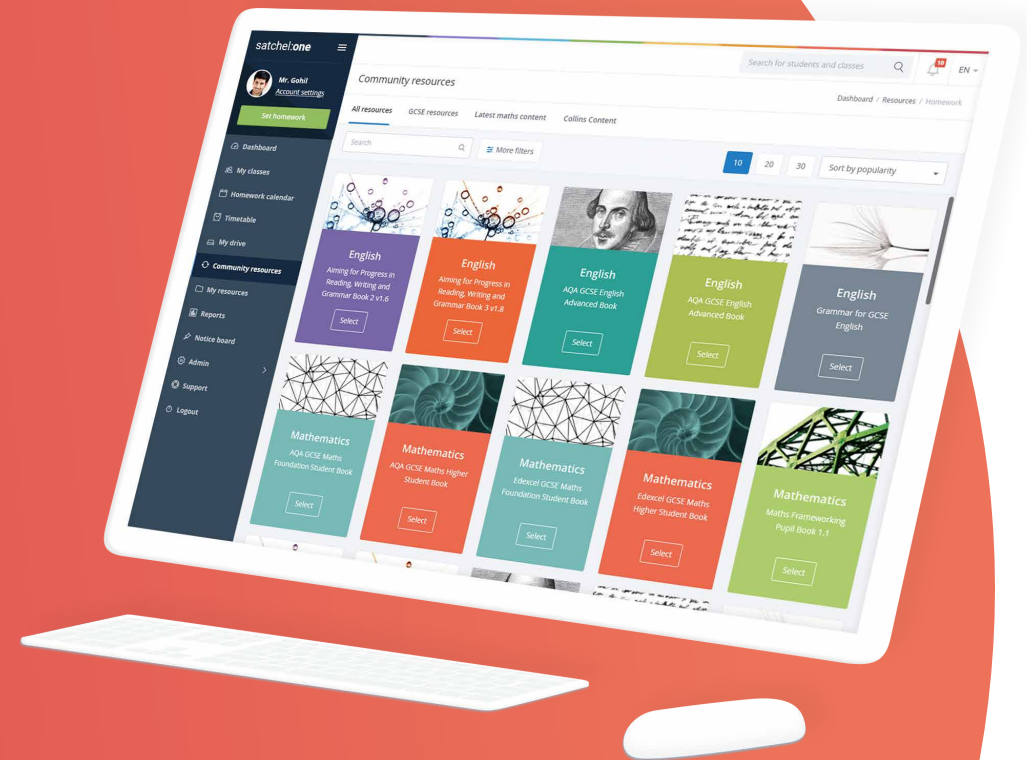 satchel:one
Mr. Gohil
Account settings
Set homework
Dashboard
My classes
Homework calendar
Timetable
My drive
Community resources
My resources
Reports
Notice board
Admin
Support
Logout
Search for students and classes
10
EN
Community resources
Dashboard / Resources / Homework
All resources
GCSE resources
Latest maths content
Collins Content
Search
More filters
10
20
30
Sort by popularity
English
Aiming for Progress in
Reading, Writing and
Grammar Book 2 v1.6
Select
English
Aiming for Progress in
Reading, Writing and
Grammar Book 3 v1.8
Select
English
AQA GCSE English
Advanced Book
Select
English
AQA GCSE English
Advanced Book
Select
English
Grammar for GCSE
English
Select
Mathematics
AQA GCSE Maths
Foundation Student Book
Select
Mathematics
AQA GCSE Maths Higher
Student Book
Select
Mathematics
Edexcel GCSE Maths
Foundation Student Book
Select
Mathematics
Edexcel GCSE Maths
Higher Student Book
Select
Mathematics
Maths Frameworking
Pupil Book 1.1
Select